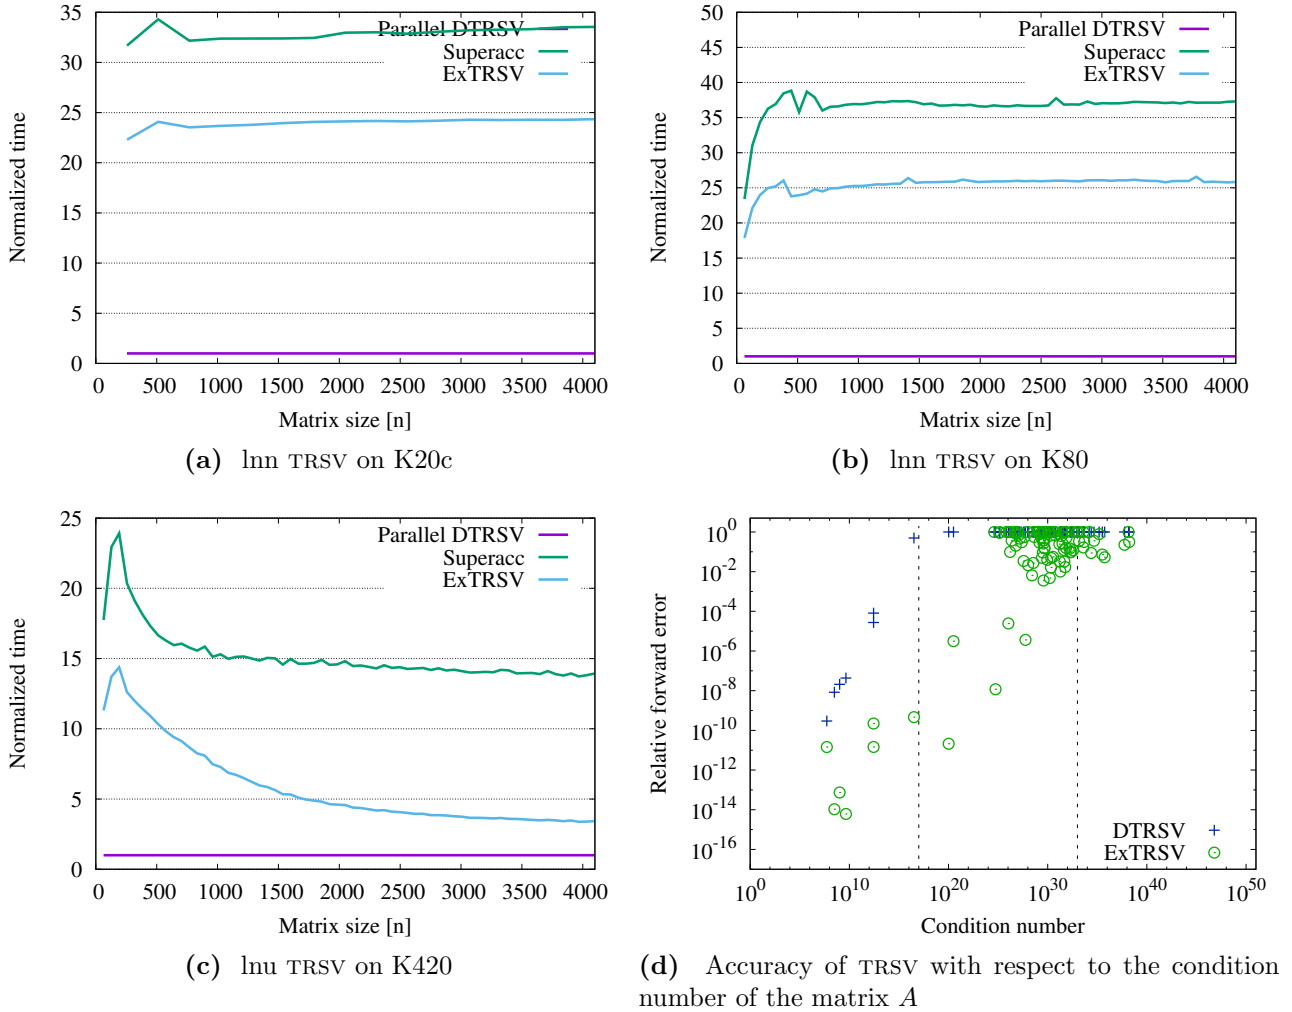 35
30
25
20
15
10
5
0
0 500 1000 1500 2000 2500 3000 3500 4000
Normalized time
Matrix size [n]
Parallel DTRSV
Superacc
ExTRSV
(a) lnn TRSV on K20c
50
45
40
35
30
25
20
15
10
5
0
0 500 1000 1500 2000 2500 3000 3500 4000
Normalized time
Matrix size [n]
Parallel DTRSV
Superacc
ExTRSV
(b) lnn TRSV on K80
25
20
15
10
5
0
0 500 1000 1500 2000 2500 3000 3500 4000
Normalized time
Matrix size [n]
Parallel DTRSV
Superacc
ExTRSV
(c) lnu TRSV on K420
10^0
10^-2
10^-4
10^-6
10^-8
10^-10
10^-12
10^-14
10^-16
10^0 10^10 10^20 10^30 10^40 10^50
Relative forward error
Condition number
DTRSV
ExTRSV
(d) Accuracy of TRSV with respect to the condition
number of the matrix A